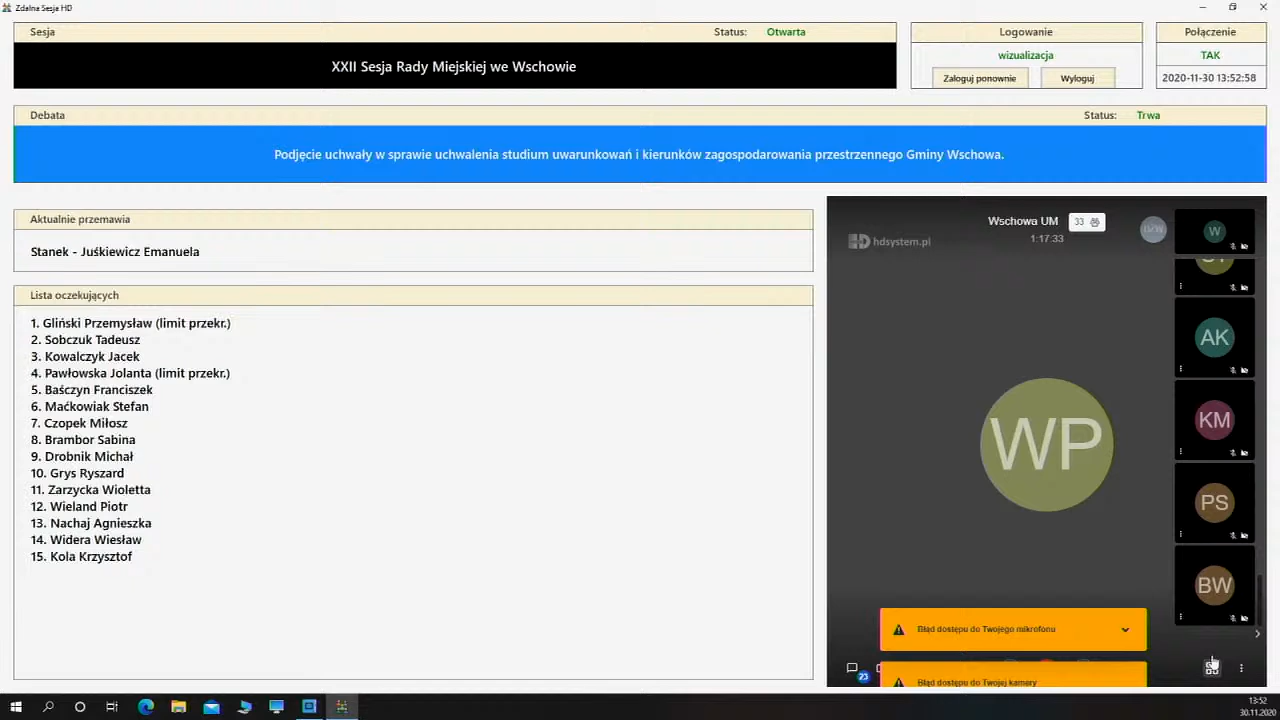 Zdalna Sesja HD
Sesja
Status: Otwarta
XXII Sesja Rady Miejskiej we Wschowie
Logowanie
wizualizacja
Zaloguj ponownie
Wyloguj
Połączenie
TAK
2020-11-30 13:52:58
Debata
Status: Trwa
Podjęcie uchwały w sprawie uchwalenia studium uwarunkowań i kierunków zagospodarowania przestrzennego Gminy Wschowa.
Aktualnie przemawia
Stanek - Juśkiewicz Emanuela
Lista oczekujących
1. Gliński Przemysław (limit przekr.)
2. Sobczuk Tadeusz
3. Kowalczyk Jacek
4. Pawłowska Jolanta (limit przekr.)
5. Baśczyn Franciszek
6. Maćkowiak Stefan
7. Czopek Miłosz
8. Brambor Sabina
9. Drobnik Michał
10. Grys Ryszard
11. Zarzycka Wioletta
12. Wieland Piotr
13. Nachaj Agnieszka
14. Widera Wiesław
15. Kola Krzysztof
HD hdsystem.pl
Wschowa UM 33
1:17:33
W
AK
KM
PS
BW
WP
Błąd dostępu do Twojego mikrofonu
Błąd dostępu do Twojej kamery
23
13:52
30.11.2020